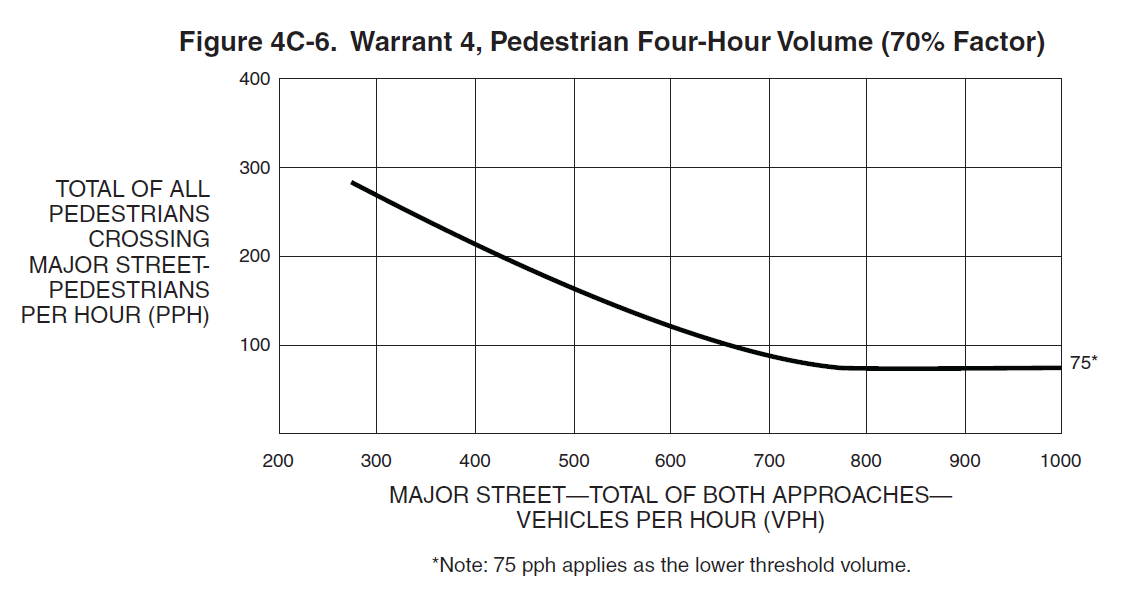 Figure 4C-6. Warrant 4, Pedestrian Four-Hour Volume (70% Factor)
TOTAL OF ALL
PEDESTRIANS
CROSSING
MAJOR STREET-
PEDESTRIANS
PER HOUR (PPH)
400
300
200
100
75*
200 300 400 500 600 700 800 900 1000
MAJOR STREET—TOTAL OF BOTH APPROACHES—
VEHICLES PER HOUR (VPH)
*Note: 75 pph applies as the lower threshold volume.